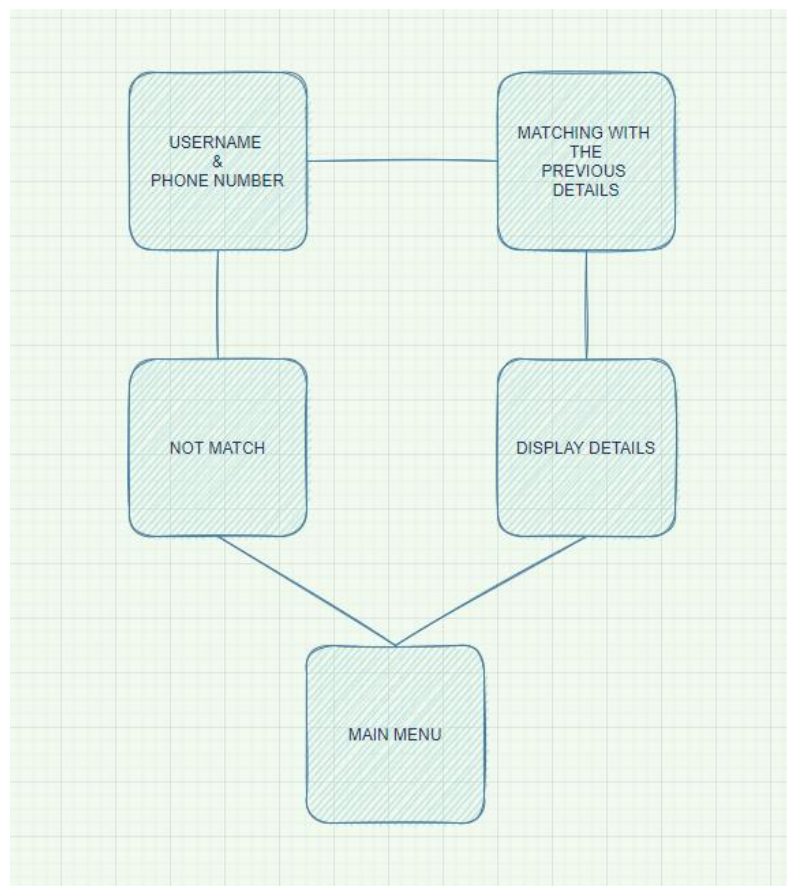 USERNAME
&
PHONE NUMBER
MATCHING WITH
THE
PREVIOUS
DETAILS
NOT MATCH
DISPLAY DETAILS
MAIN MENU